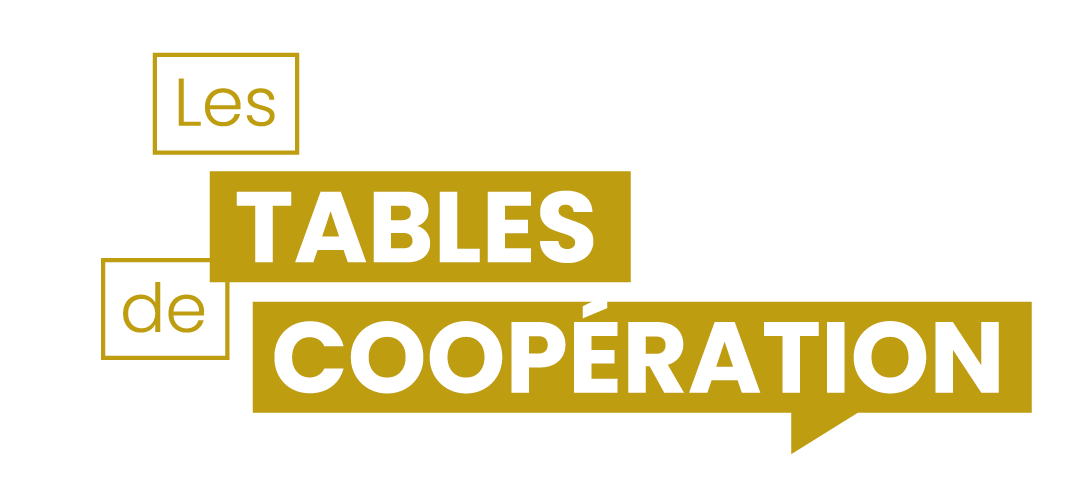 Les
TABLES
de
COOPÉRATION